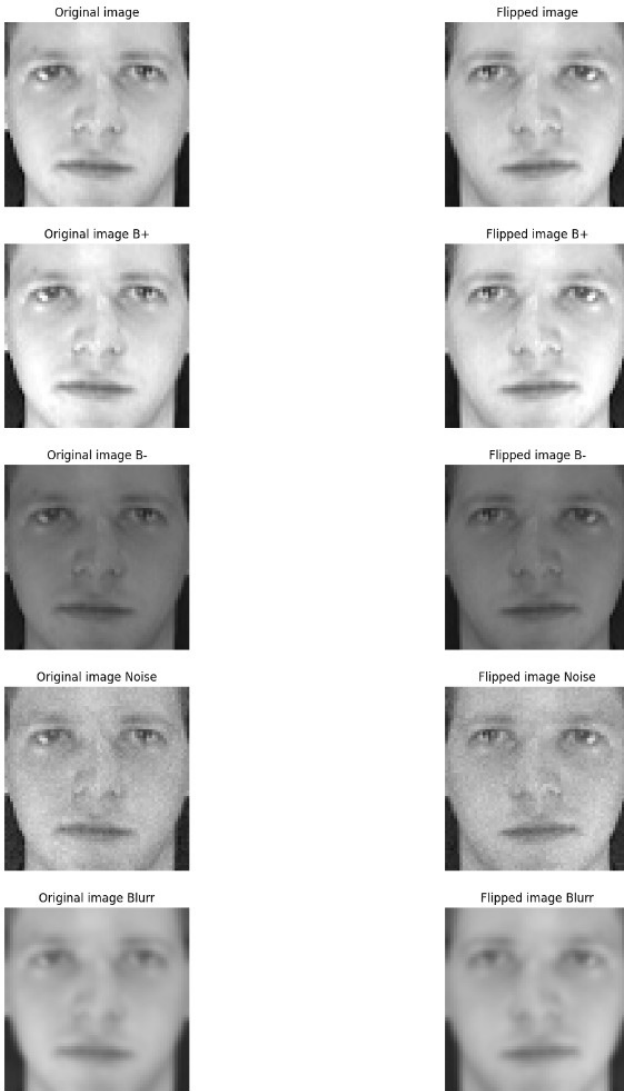 Original image
Flipped image
Original image B+
Flipped image B+
Original image B-
Flipped image B-
Original image Noise
Flipped image Noise
Original image Blurr
Flipped image Blurr